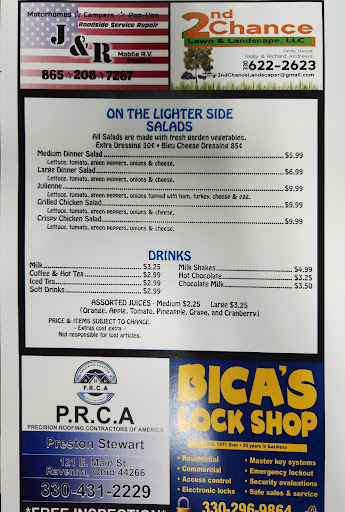 Motorhomes ☆ Campers ☆ Pop-Ups
Roadside Service Repair
J & R
Mobile R.V.
Repairs
865 ☆ 208 ☆ 7287
2nd Chance
Lawn & Landscape, LLC
Family Owned
Molly & Richard Andrews
330 622-2623
2ndChanceLandscaper@gmail.com
ON THE LIGHTER SIDE
SALADS
All Salads are made with fresh garden vegetables.
Extra Dressing 50¢ • Bleu Cheese Dressing 85¢
Medium Dinner Salad $5.99
Lettuce, tomato, green peppers, onions & cheese.
Large Dinner Salad $6.99
Lettuce, tomato, green peppers, onions & cheese.
Julienne $9.99
Lettuce, tomato, green peppers, onions topped with ham, turkey, cheese & egg.
Grilled Chicken Salad $9.99
Lettuce, tomato, green peppers, onions & cheese.
Crispy Chicken Salad $9.99
Lettuce, tomato, green peppers, onions & cheese.
DRINKS
Milk $3.25
Coffee & Hot Tea $2.99
Iced Tea $2.99
Soft Drinks $2.99
Milk Shakes $4.99
Hot Chocolate $3.25
Chocolate Milk $3.50
ASSORTED JUICES - Medium $2.25 Large $3.25
(Orange, Apple, Tomato, Pineapple, Grape, and Cranberry)
PRICE & ITEMS SUBJECT TO CHANGE.
- Extras cost extra -
Not responsible for lost articles.
P.R.C.A
P.R.C.A
PRECISION ROOFING CONTRACTORS OF AMERICA
Preston Stewart
121 E. Main St.
Ravenna, Ohio 44266
330-431-2229
*FREE INSPECTION*
BICA'S
LOCK SHOP
1971 Over • 50 years in business
• Residential
• Commercial
• Access control
• Electronic locks
• Master key systems
• Emergency lockout
• Security evaluations
• Safe sales & service
330-296-9864